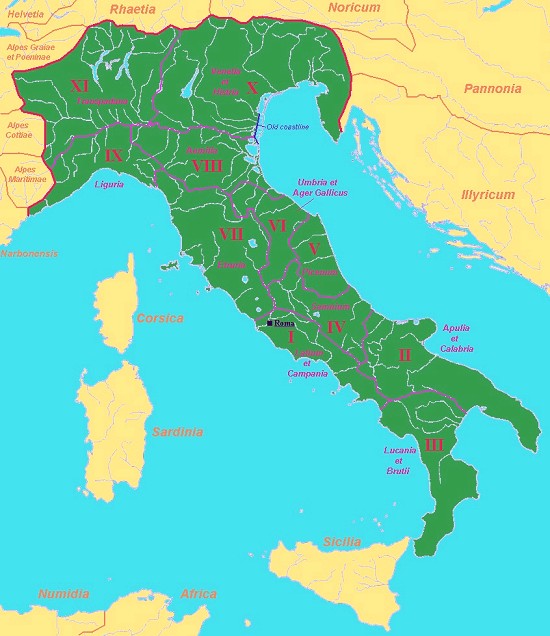 Helvetia
Rhaetia
Noricum
Alpes Graiae
et Poeninae
Pannonia
XI
Transpadana
Venetia
et
Histria
X
Old coastline
Alpes
Cottiae
IX
Liguria
Aemilia
VIII
Alpes
Maritimae
Umbria et
Ager Gallicus
Illyricum
VI
VII
Etruria
V
Picenum
Narbonensis
Samnium
IV
Corsica
Roma
I
Latium
et
Campania
II
Apulia
et
Calabria
Sardinia
III
Lucania
et
Brutii
Sicilia
Numidia
Africa